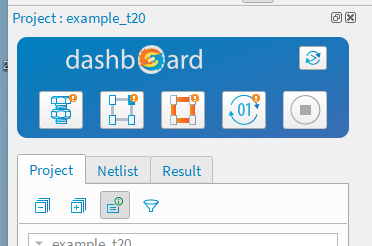 Project : example_t20
dashboard
01
Project
Netlist
Result
example_t20